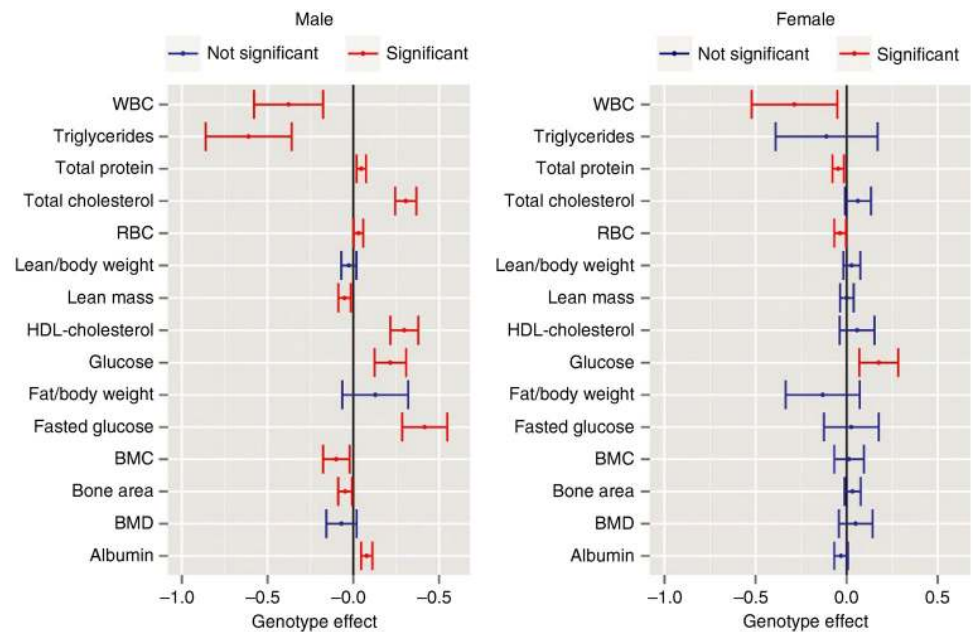 Male
Not significant
Significant
WBC
Triglycerides
Total protein
Total cholesterol
RBC
Lean/body weight
Lean mass
HDL-cholesterol
Glucose
Fat/body weight
Fasted glucose
BMC
Bone area
BMD
Albumin
–1.0 –0.5 –0.0 –0.5
Genotype effect
Female
Not significant
Significant
WBC
Triglycerides
Total protein
Total cholesterol
RBC
Lean/body weight
Lean mass
HDL-cholesterol
Glucose
Fat/body weight
Fasted glucose
BMC
Bone area
BMD
Albumin
–1.0 –0.5 0.0 0.5
Genotype effect